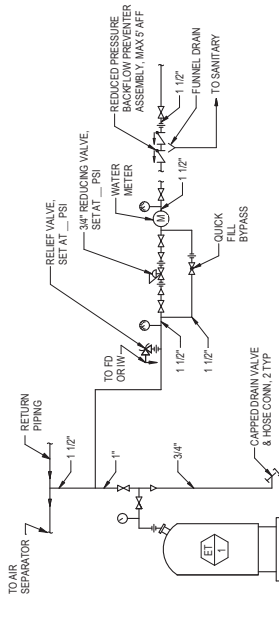 TO AIR
SEPARATOR
RETURN
PIPING
1 1/2"
1"
3/4"
CAPPED DRAIN VALVE
& HOSE CONN, 2 TYP
ET
1
TO FD
OR IW
RELIEF VALVE,
SET AT __ PSI
3/4" REDUCING VALVE,
SET AT __ PSI
WATER
METER
M
1 1/2"
1 1/2"
1 1/2"
QUICK
FILL
BYPASS
REDUCED PRESSURE
BACKFLOW PREVENTER
ASSEMBLY, MAX 5' AFF
1 1/2"
FUNNEL DRAIN
TO SANITARY